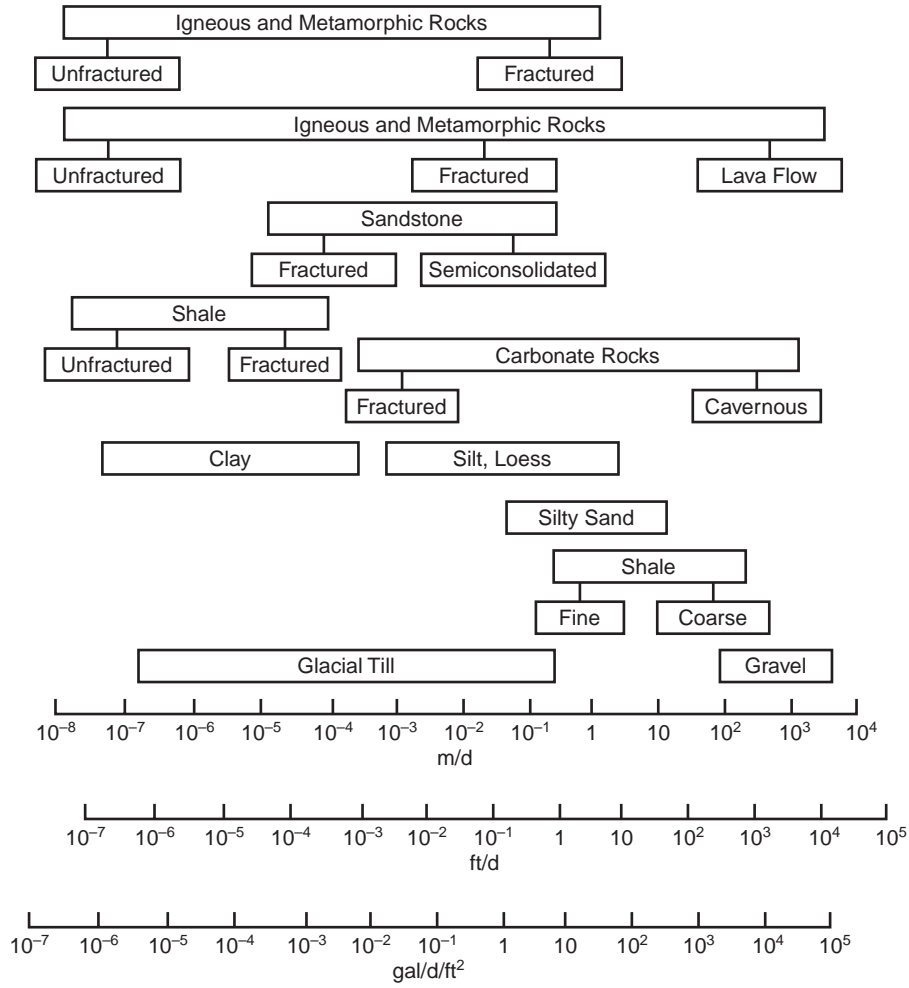 Igneous and Metamorphic Rocks
Unfractured Fractured
Igneous and Metamorphic Rocks
Unfractured Fractured Lava Flow
Sandstone
Fractured Semiconsolidated
Shale
Unfractured Fractured
Carbonate Rocks
Fractured Cavernous
Clay Silt, Loess
Silty Sand
Shale
Fine Coarse
Glacial Till Gravel
10⁻⁸ 10⁻⁷ 10⁻⁶ 10⁻⁵ 10⁻⁴ 10⁻³ 10⁻² 10⁻¹ 1 10 10² 10³ 10⁴
m/d
10⁻⁷ 10⁻⁶ 10⁻⁵ 10⁻⁴ 10⁻³ 10⁻² 10⁻¹ 1 10 10² 10³ 10⁴ 10⁵
ft/d
10⁻⁷ 10⁻⁶ 10⁻⁵ 10⁻⁴ 10⁻³ 10⁻² 10⁻¹ 1 10 10² 10³ 10⁴ 10⁵
gal/d/ft²